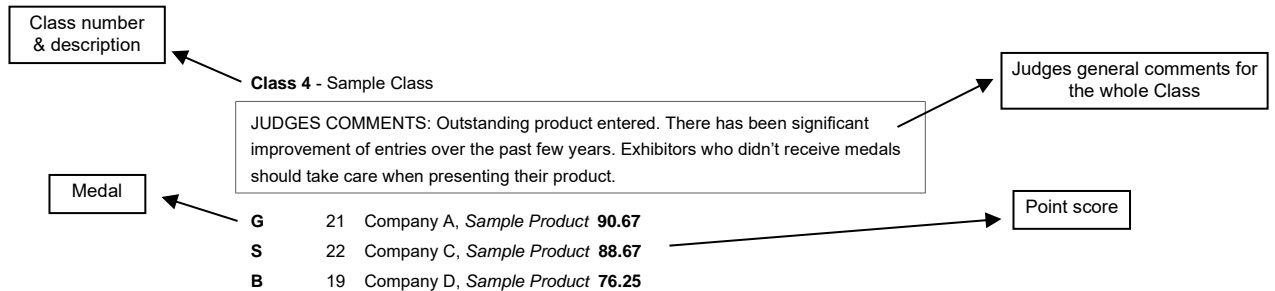 Class number
& description
Class 4 - Sample Class
Judges general comments for
the whole Class
JUDGES COMMENTS: Outstanding product entered. There has been significant
improvement of entries over the past few years. Exhibitors who didn't receive medals
should take care when presenting their product.
Medal
Point score
G 21 Company A, Sample Product 90.67
S 22 Company C, Sample Product 88.67
B 19 Company D, Sample Product 76.25